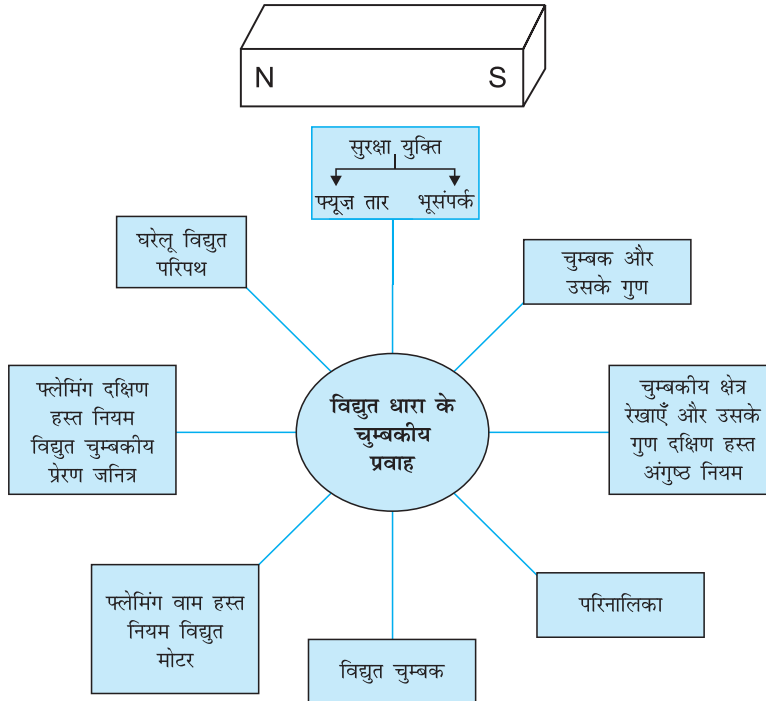 N S
सुरक्षा युक्ति
फ्यूज़ तार भूसंपर्क
घरेलू विद्युत
परिपथ
चुम्बक और
उसके गुण
फ्लेमिंग दक्षिण
हस्त नियम
विद्युत चुम्बकीय
प्रेरण जनित्र
विद्युत धारा के
चुम्बकीय
प्रवाह
चुम्बकीय क्षेत्र
रेखाएँ और उसके
गुण दक्षिण हस्त
अंगुष्ठ नियम
फ्लेमिंग वाम हस्त
नियम विद्युत
मोटर
विद्युत चुम्बक
परिनालिका